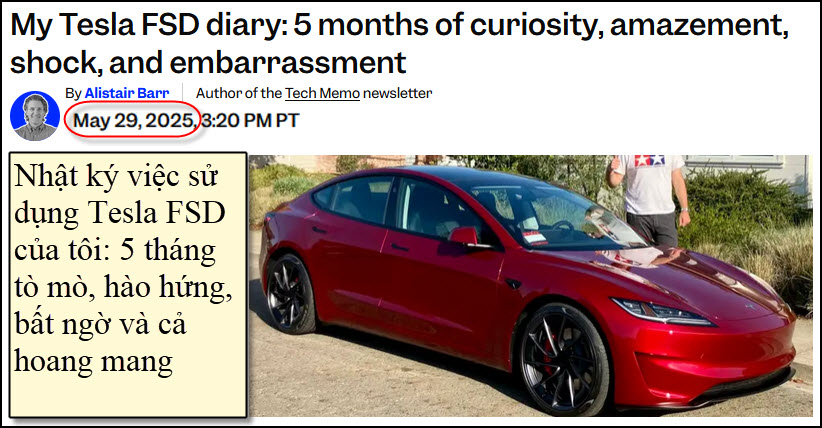 My Tesla FSD diary: 5 months of curiosity, amazement,
shock, and embarrassment
By Alistair Barr | Author of the Tech Memo newsletter
May 29, 2025, 3:20 PM PT
Nhật ký việc sử
dụng Tesla FSD
của tôi: 5 tháng
tò mò, hào hứng,
bất ngờ và cả
hoang mang